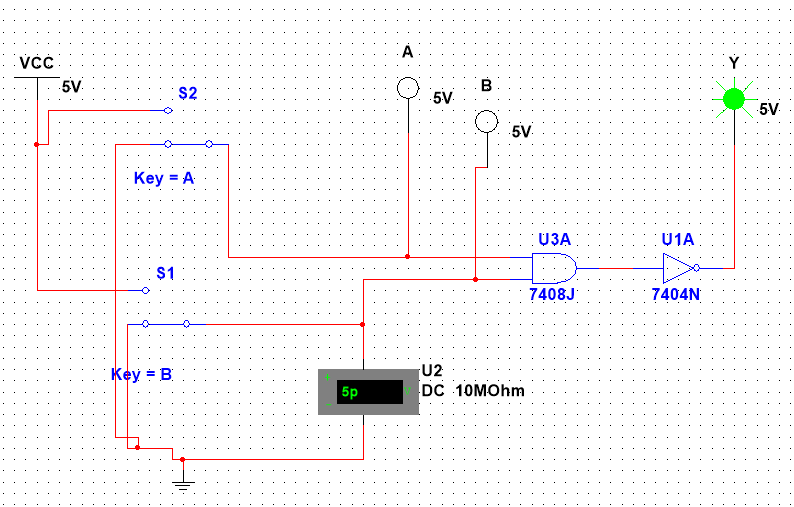 A
VCC
Y
5V
S2
B
5V
5V
5V
Key = A
U3A
U1A
S1
7408J
7404N
Key = B
U2
5p
V
DC 10MOhm